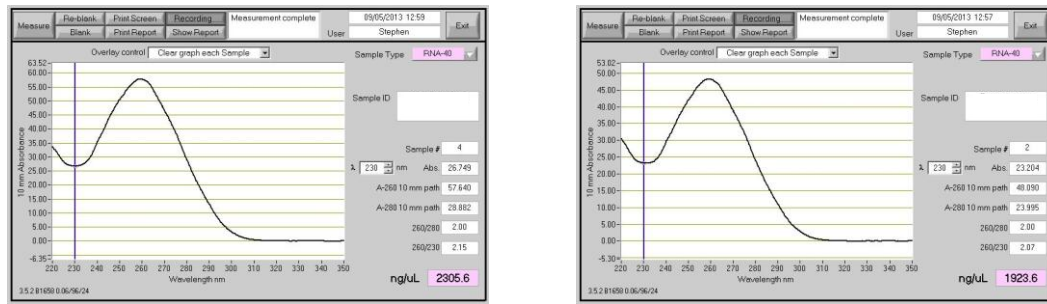 Measure Re-blank Print Screen Recording Measurement complete 09/05/2013 12:59 Exit
Blank Print Report Show Report User Stephen
Overlay control Clear graph each Sample Sample Type RNA-40
63.52
60.00
55.00
50.00
45.00
40.00
35.00
30.00
25.00
20.00
15.00
10.00
5.00
0.00
-6.35
10 mm Absorbance
220 230 240 250 260 270 280 290 300 310 320 330 340 350
Wavelength nm
Sample ID
Sample # 4
λ 230 nm Abs. 26.749
A-260 10 mm path 57.640
A-280 10 mm path 28.882
260/280 2.00
260/230 2.15
ng/uL 2305.6
Measure Re-blank Print Screen Recording Measurement complete 09/05/2013 12:57 Exit
Blank Print Report Show Report User Stephen
Overlay control Clear graph each Sample Sample Type RNA-40
53.02
50.00
45.00
40.00
35.00
30.00
25.00
20.00
15.00
10.00
5.00
0.00
-5.30
10 mm Absorbance
220 230 240 250 260 270 280 290 300 310 320 330 340 350
Wavelength nm
Sample ID
Sample # 2
λ 230 nm Abs. 23.204
A-260 10 mm path 48.090
A-280 10 mm path 23.995
260/280 2.00
260/230 2.07
ng/uL 1923.6